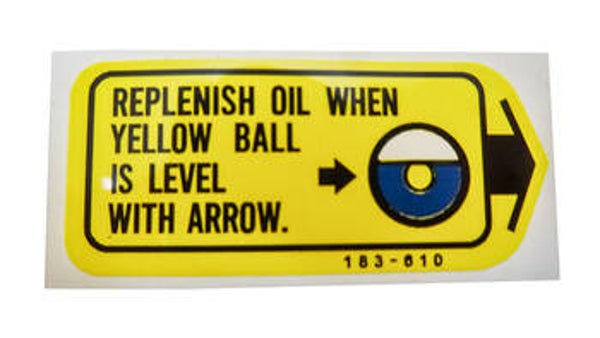 REPLENISH OIL WHEN
YELLOW BALL
IS LEVEL
WITH ARROW.
183-610